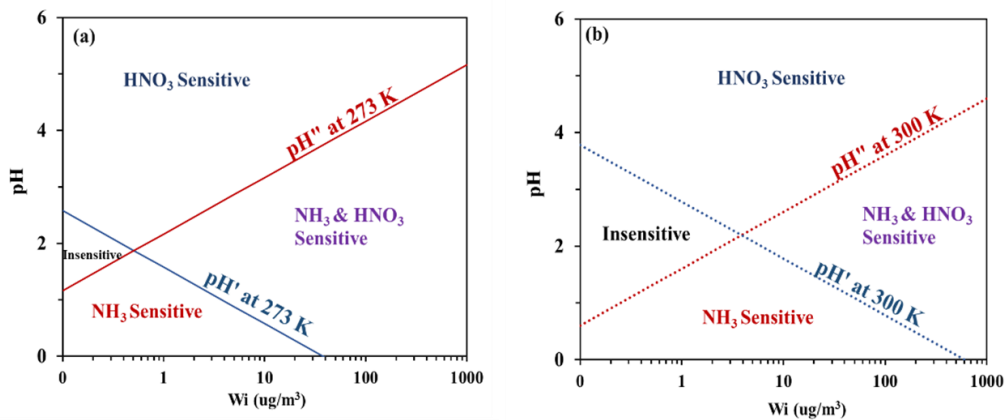 (a)
6
4
2
0
pH
HNO₃ Sensitive
pH'' at 273 K
NH₃ & HNO₃
Sensitive
Insensitive
NH₃ Sensitive
pH' at 273 K
0 1 10 100 1000
Wi (ug/m³)
(b)
6
4
2
0
pH
HNO₃ Sensitive
pH'' at 300 K
NH₃ & HNO₃
Sensitive
Insensitive
NH₃ Sensitive
pH' at 300 K
0 1 10 100 1000
Wi (ug/m³)